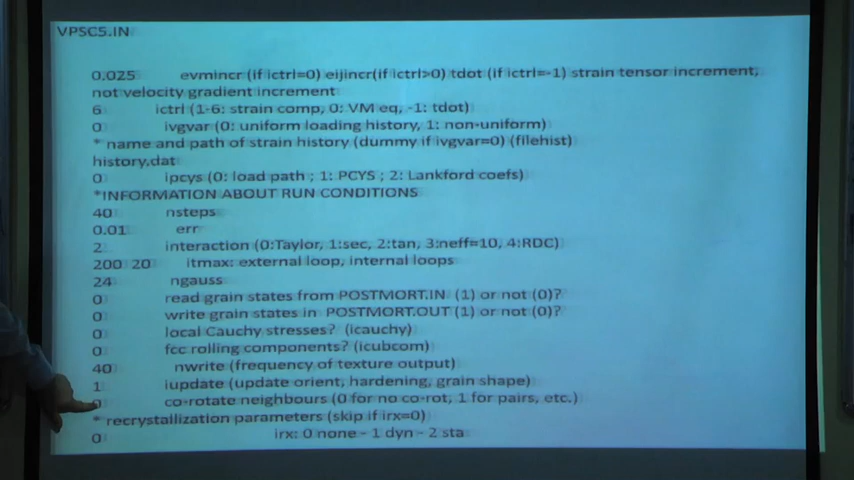 VPSC5.IN
0.025 evmincr (if ictrl=0) eijincr(if ictrl>0) tdot (if ictrl=-1) strain tensor increment,
not velocity gradient increment
6 ictrl (1-6: strain comp, 0: VM eq, -1: tdot)
0 ivgvar (0: uniform loading history, 1: non-uniform)
* name and path of strain history (dummy if ivgvar=0) (filehist)
history.dat
0 ipcys (0: load path ; 1: PCYS ; 2: Lankford coefs)
*INFORMATION ABOUT RUN CONDITIONS
40 nsteps
0.01 err
2 interaction (0:Taylor, 1:sec, 2:tan, 3:neff=10, 4:RDC)
200 20 itmax: external loop, internal loops
24 ngauss
0 read grain states from POSTMORT.IN (1) or not (0)?
0 write grain states in POSTMORT.OUT (1) or not (0)?
0 local Cauchy stresses? (icauchy)
0 fcc rolling components? (icubcom)
40 nwrite (frequency of texture output)
1 iupdate (update orient, hardening, grain shape)
0 co-rotate neighbours (0 for no co-rot, 1 for pairs, etc.)
* recrystallization parameters (skip if irx=0)
0 irx: 0 none - 1 dyn - 2 sta